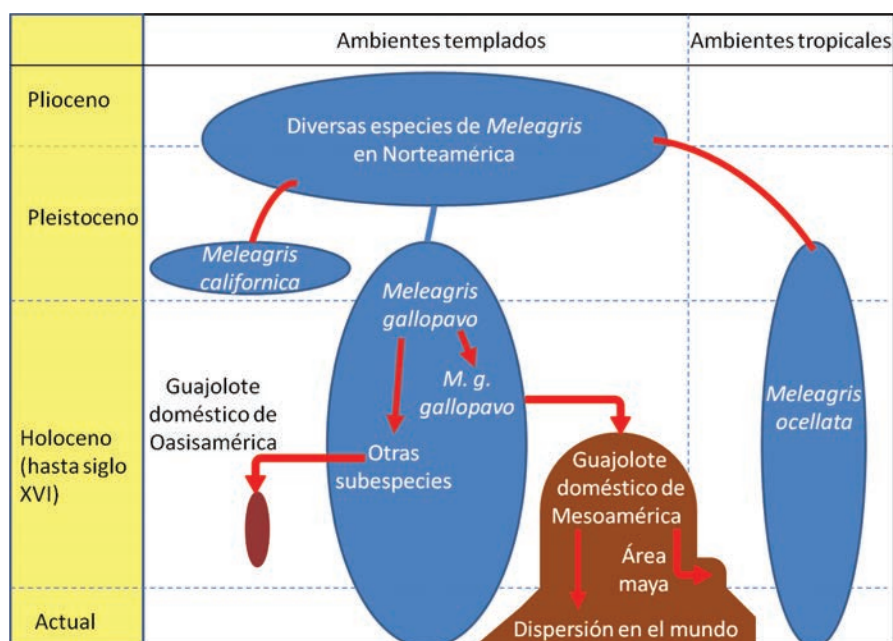 Ambientes templados
Ambientes tropicales
Plioceno
Diversas especies de Meleagris
en Norteamérica
Pleistoceno
Meleagris
californica
Meleagris
gallopavo
M. g.
gallopavo
Meleagris
ocellata
Guajolote
doméstico de
Oasisamérica
Holoceno
(hasta siglo
XVI)
Otras
subespecies
Guajolote
doméstico de
Mesoamérica
Área
maya
Actual
Dispersión en el mundo